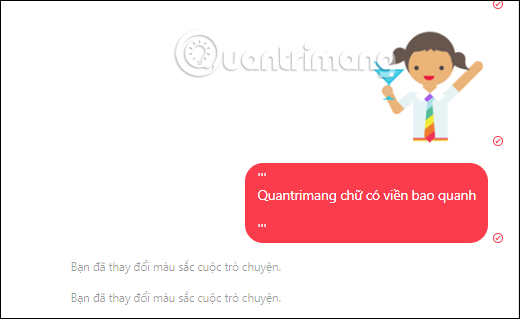 Quantrimang
'''
Quantrimang chữ có viền bao quanh
'''
Bạn đã thay đổi màu sắc cuộc trò chuyện.
Bạn đã thay đổi màu sắc cuộc trò chuyện.